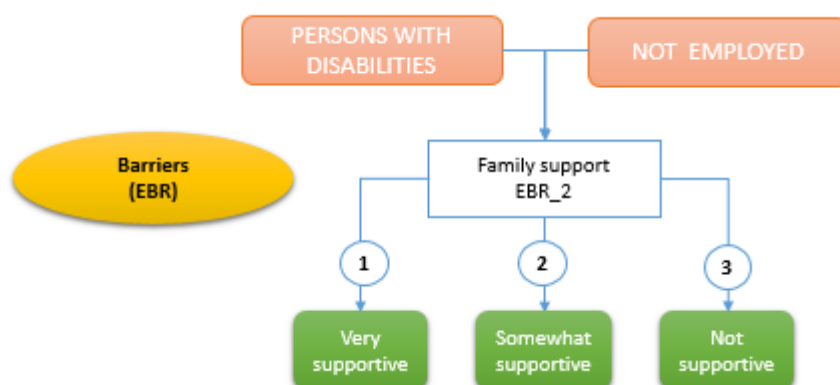 PERSONS WITH
DISABILITIES
NOT EMPLOYED
Barriers
(EBR)
Family support
EBR_2
1
2
3
Very
supportive
Somewhat
supportive
Not
supportive